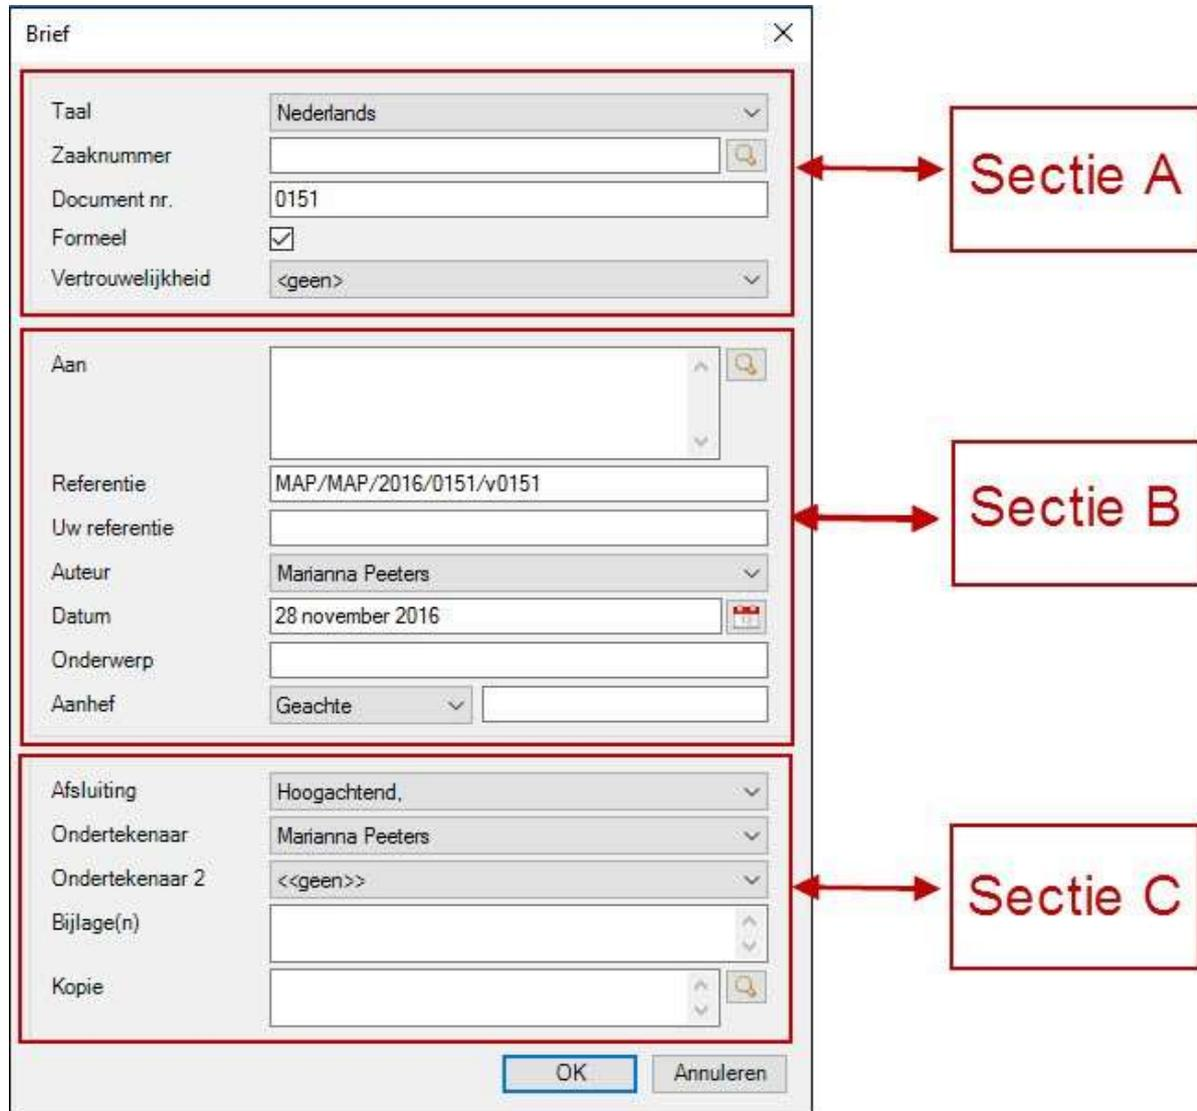 Brief
Taal Nederlands
Zaaknummer
Document nr. 0151
Formeel
Vertrouwelijkheid <geen>
Sectie A
Aan
Referentie MAP/MAP/2016/0151/v0151
Uw referentie
Auteur Marianna Peeters
Datum 28 november 2016
Onderwerp
Aanhef Geachte
Sectie B
Afsluiting Hoogachtend,
Ondertekenaar Marianna Peeters
Ondertekenaar 2 <<geen>>
Bijlage(n)
Kopie
Sectie C
OK Annuleren